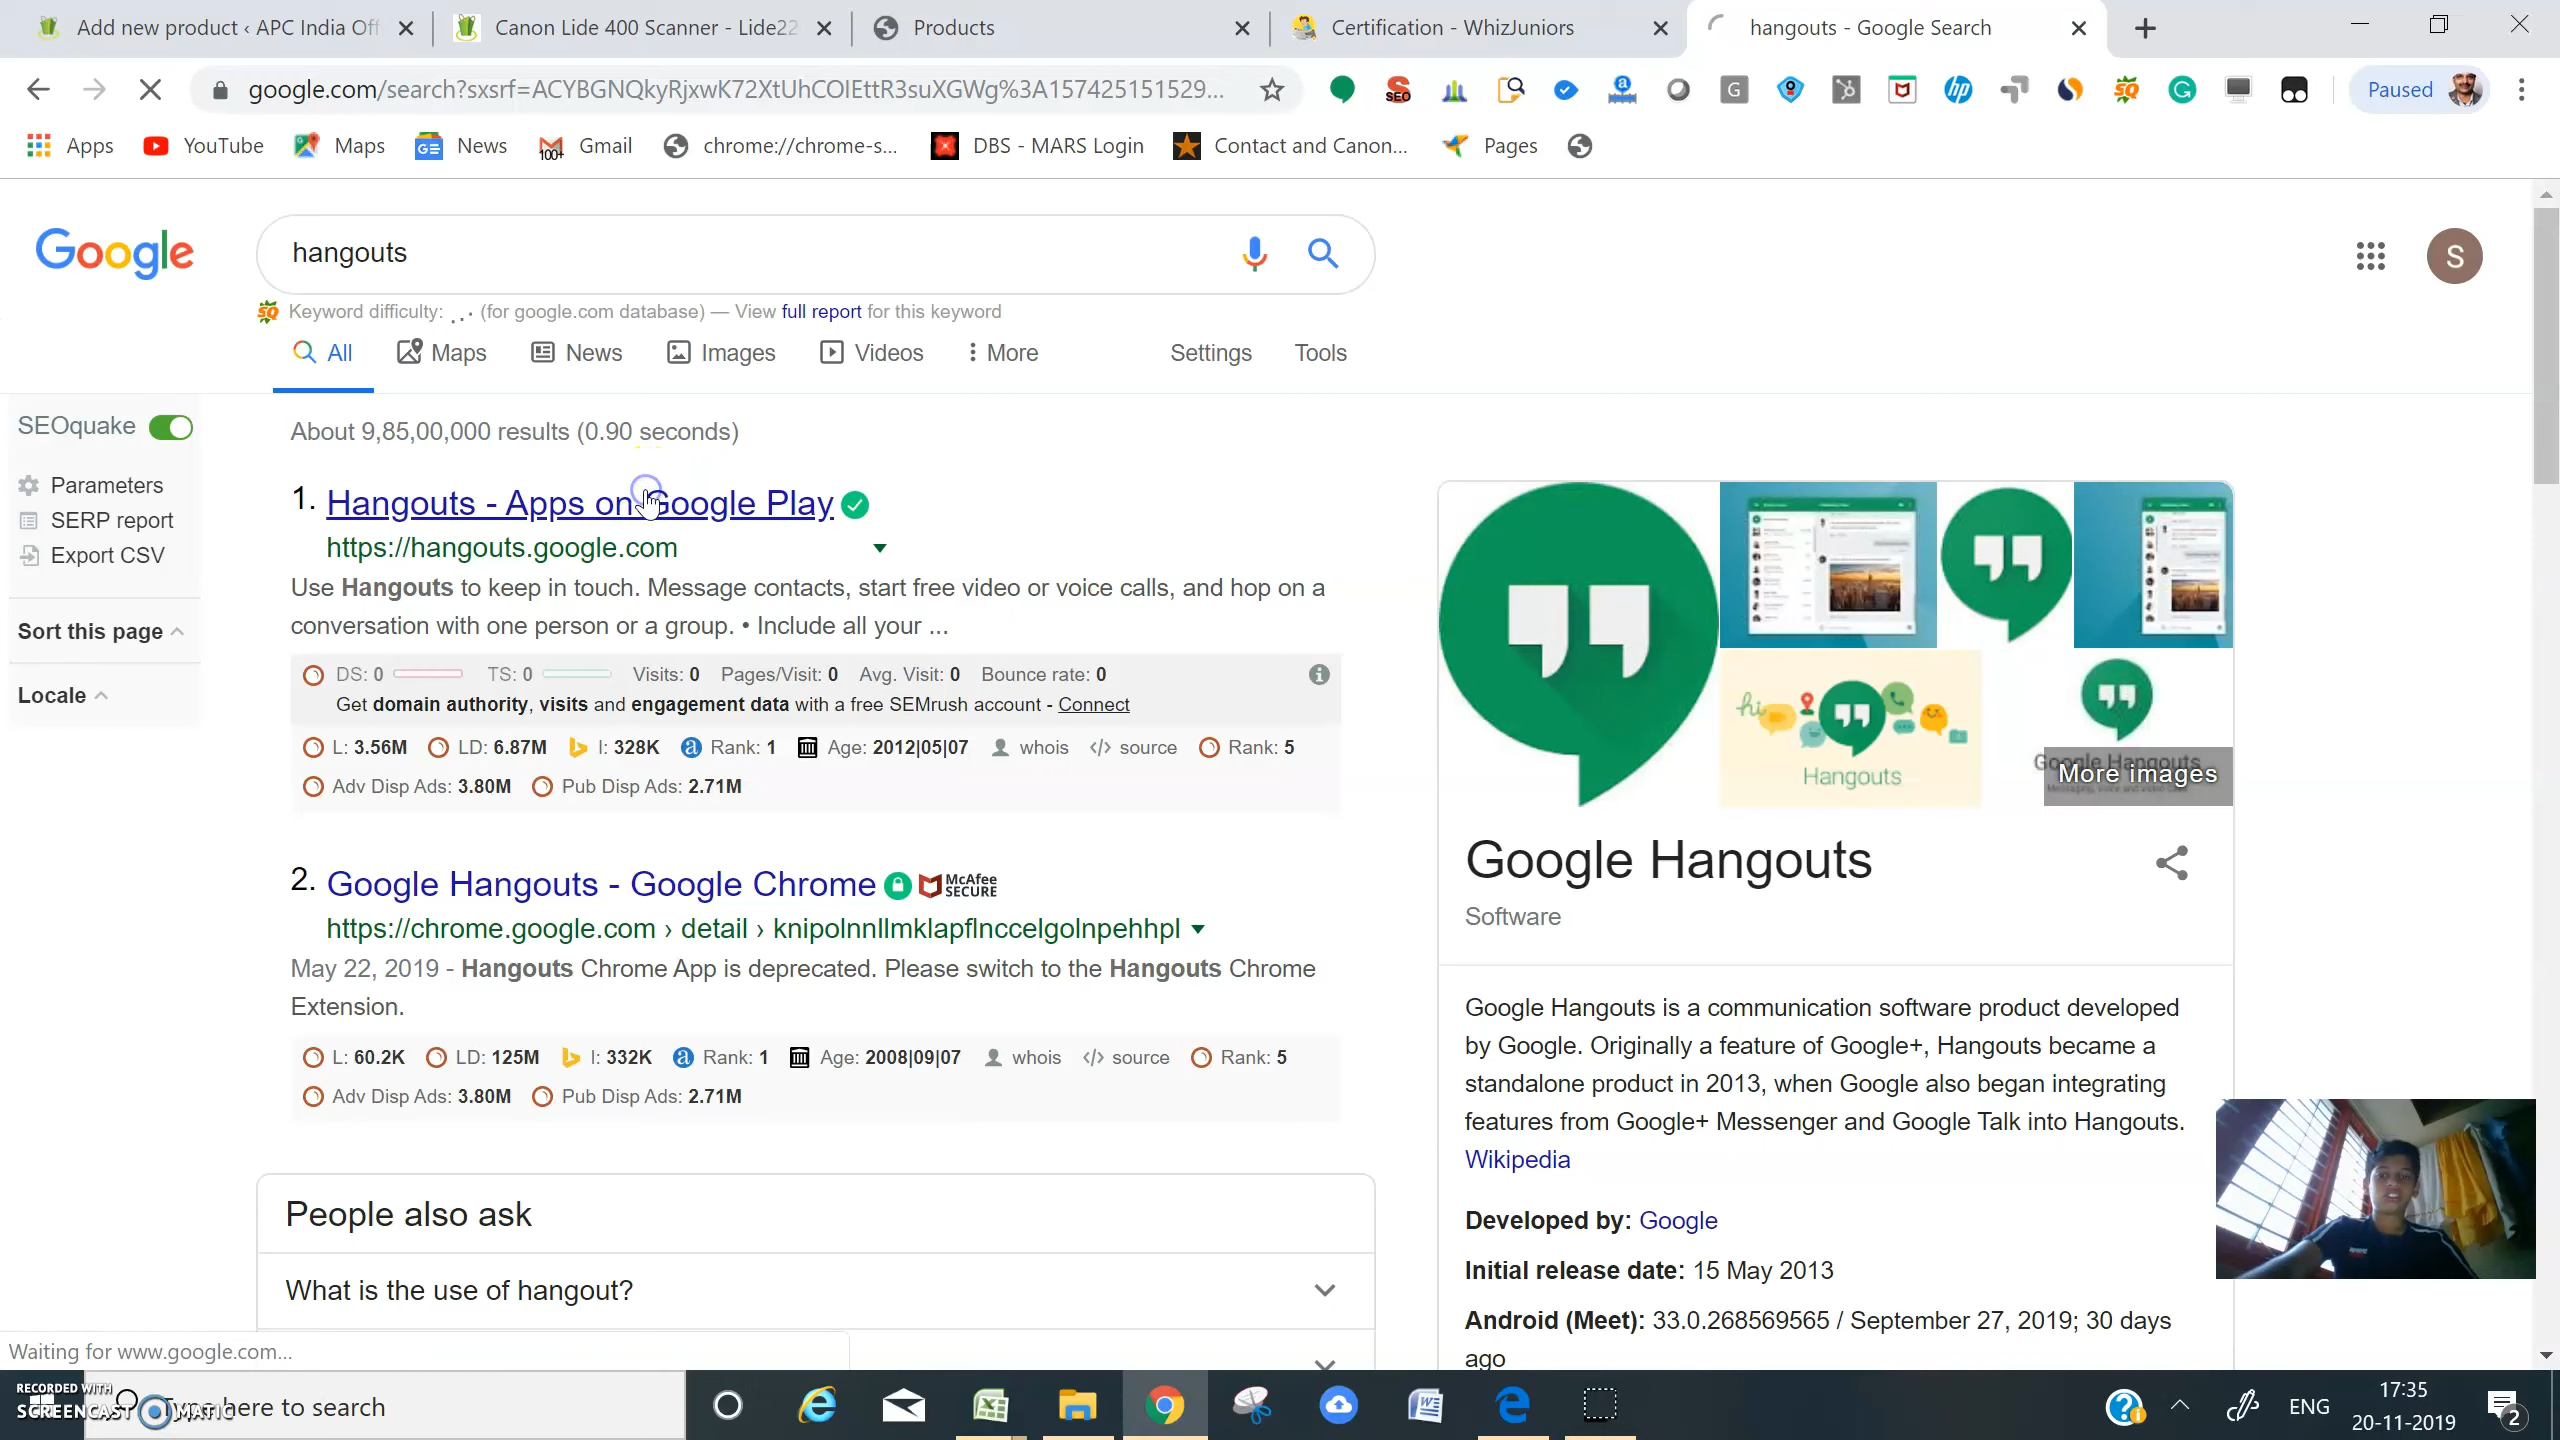 Add new product ‹ APC India Off
Canon Lide 400 Scanner - Lide22
Products
Certification - WhizJuniors
hangouts - Google Search
google.com/search?sxsrf=ACYBGNQkyRjxwK72XtUhCOlEttR3suXGWg%3A157425151529...
Paused
Apps
YouTube
Maps
News
100+
Gmail
chrome://chrome-s...
DBS - MARS Login
Contact and Canon...
Pages
Google
hangouts
S
Keyword difficulty: (for google.com database) — View full report for this keyword
All
Maps
News
Images
Videos
More
Settings
Tools
SEOquake
Parameters
SERP report
Export CSV
Sort this page
Locale
About 9,85,00,000 results (0.90 seconds)
1. Hangouts - Apps on Google Play
https://hangouts.google.com
Use Hangouts to keep in touch. Message contacts, start free video or voice calls, and hop on a
conversation with one person or a group. • Include all your ...
DS: 0 TS: 0 Visits: 0 Pages/Visit: 0 Avg. Visit: 0 Bounce rate: 0
Get domain authority, visits and engagement data with a free SEMrush account - Connect
L: 3.56M LD: 6.87M I: 328K Rank: 1 Age: 2012|05|07 whois </> source Rank: 5
Adv Disp Ads: 3.80M Pub Disp Ads: 2.71M
2. Google Hangouts - Google Chrome McAfee SECURE
https://chrome.google.com › detail › knipolnnllmklapflnccelgolnpehhpl
May 22, 2019 - Hangouts Chrome App is deprecated. Please switch to the Hangouts Chrome
Extension.
L: 60.2K LD: 125M I: 332K Rank: 1 Age: 2008|09|07 whois </> source Rank: 5
Adv Disp Ads: 3.80M Pub Disp Ads: 2.71M
People also ask
What is the use of hangout?
hi
Hangouts
Google Hangouts
More images
Google Hangouts
Software
Google Hangouts is a communication software product developed
by Google. Originally a feature of Google+, Hangouts became a
standalone product in 2013, when Google also began integrating
features from Google+ Messenger and Google Talk into Hangouts.
Wikipedia
Developed by: Google
Initial release date: 15 May 2013
Android (Meet): 33.0.268569565 / September 27, 2019; 30 days
ago
Waiting for www.google.com...
RECORDED WITH
SCREENCAST MATIC
here to search
ENG
17:35
20-11-2019
2